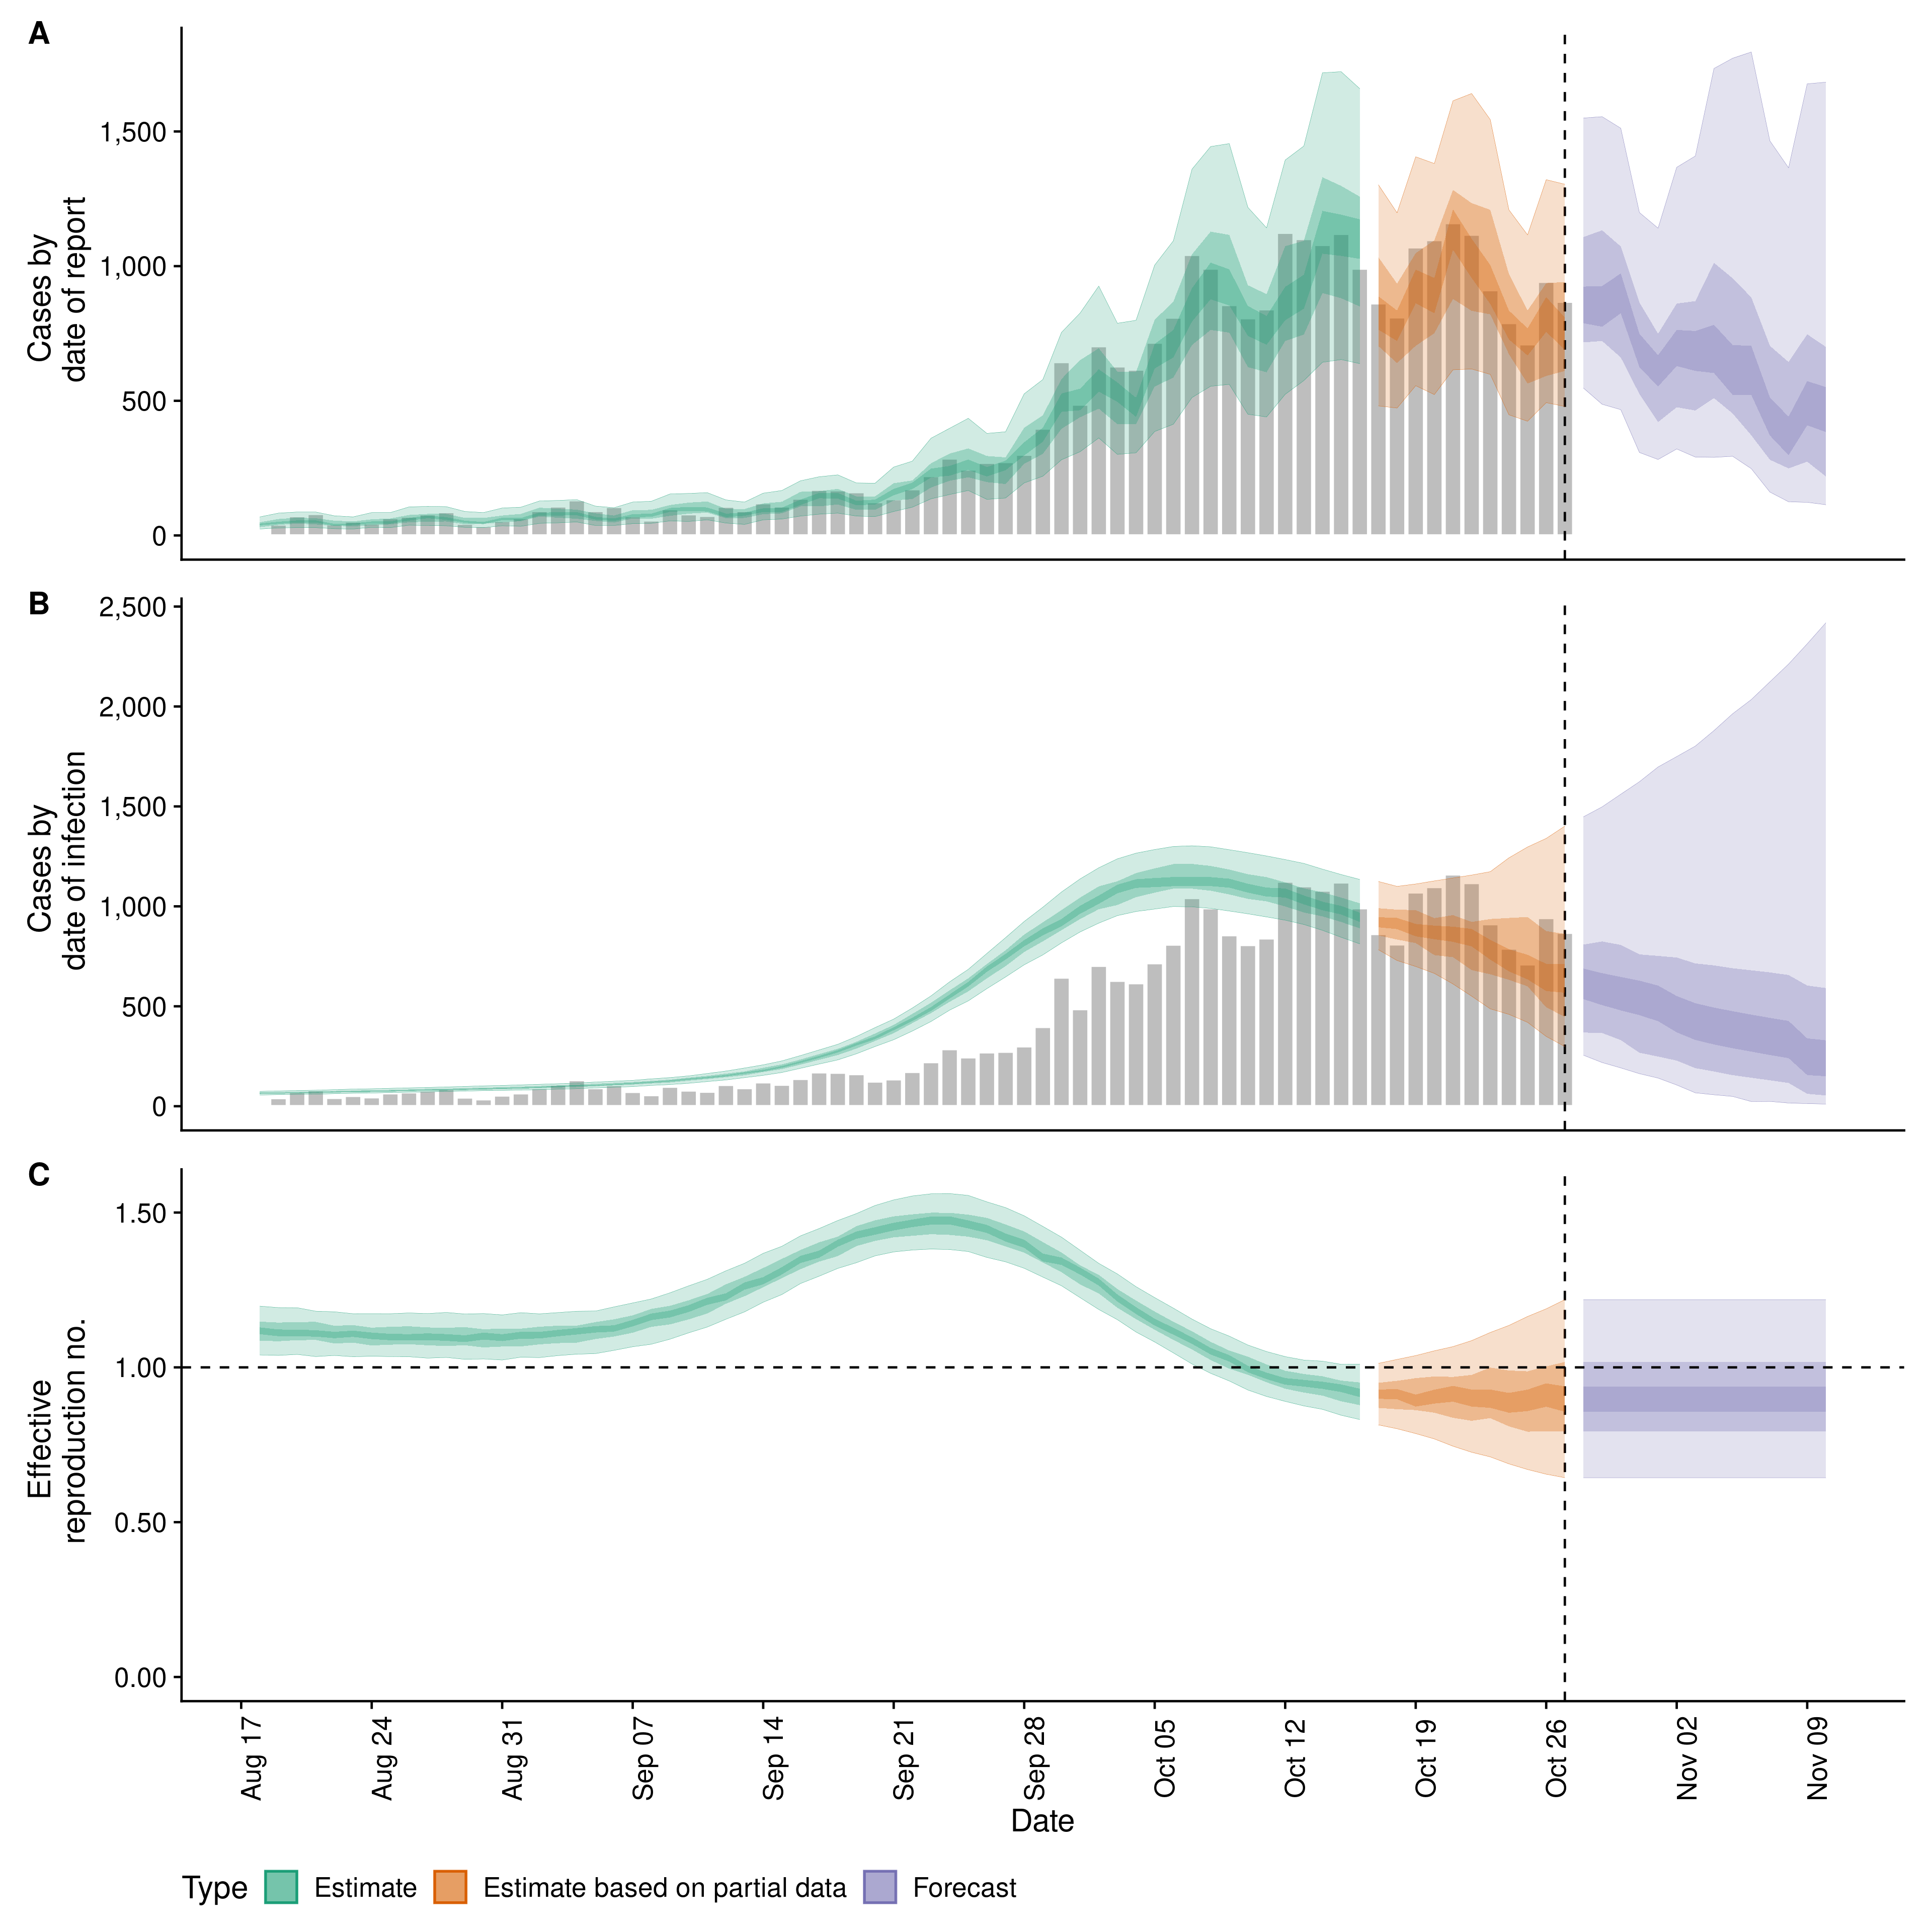 A
Cases by
date of report
1,500
1,000
500
0
B
Cases by
date of infection
2,500
2,000
1,500
1,000
500
0
C
Effective
reproduction no.
1.50
1.00
0.50
0.00
Aug 17
Aug 24
Aug 31
Sep 07
Sep 14
Sep 21
Sep 28
Oct 05
Oct 12
Oct 19
Oct 26
Nov 02
Nov 09
Date
Type Estimate Estimate based on partial data Forecast